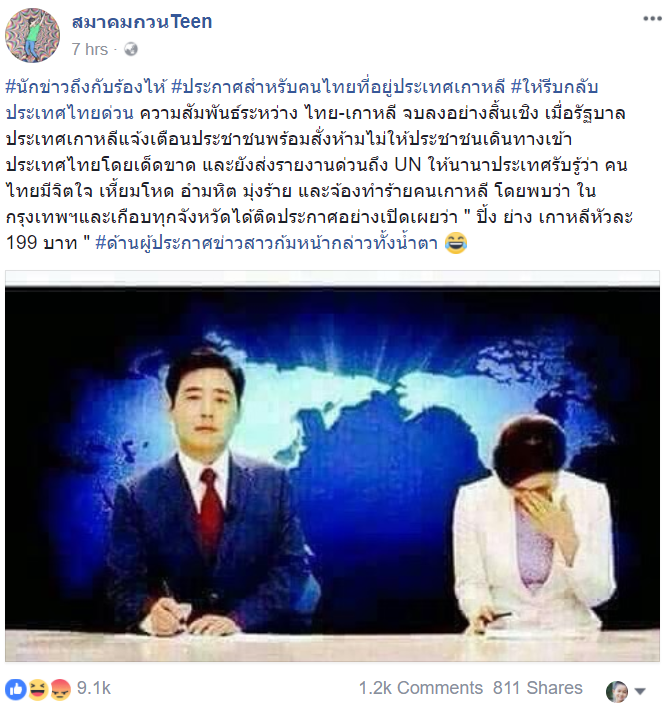 สมาคมกวนTeen
7 hrs ·
#นักข่าวถึงกับร้องไห้ #ประกาศสำหรับคนไทยที่อยู่ประเทศเกาหลี #ให้รีบกลับ
ประเทศไทยด่วน ความสัมพันธ์ระหว่าง ไทย-เกาหลี จบลงอย่างสิ้นเชิง เมื่อรัฐบาล
ประเทศเกาหลีแจ้งเตือนประชาชนพร้อมสั่งห้ามไม่ให้ประชาชนเดินทางเข้า
ประเทศไทยโดยเด็ดขาด และยังส่งรายงานด่วนถึง UN ให้นานาประเทศรับรู้ว่า คน
ไทยมีจิตใจ เหี้ยมโหด อำมหิต มุ่งร้าย และจ้องทำร้ายคนเกาหลี โดยพบว่า ใน
กรุงเทพฯและเกือบทุกจังหวัดได้ติดประกาศอย่างเปิดเผยว่า " ปิ้ง ย่าง เกาหลีหัวละ
199 บาท " #ด้านผู้ประกาศข่าวสาวก้มหน้ากล่าวทั้งน้ำตา 😂
9.1k 1.2k Comments 811 Shares